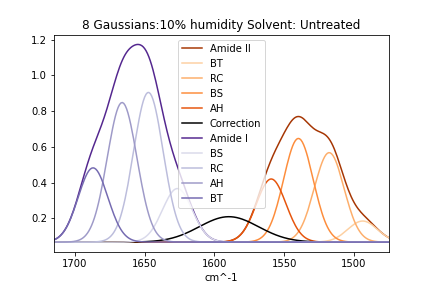 8 Gaussians:10% humidity Solvent: Untreated
1.2
1.0
0.8
0.6
0.4
0.2
Amide II
BT
RC
BS
AH
Correction
Amide I
BS
RC
AH
BT
1700 1650 1600 1550 1500
cm^-1